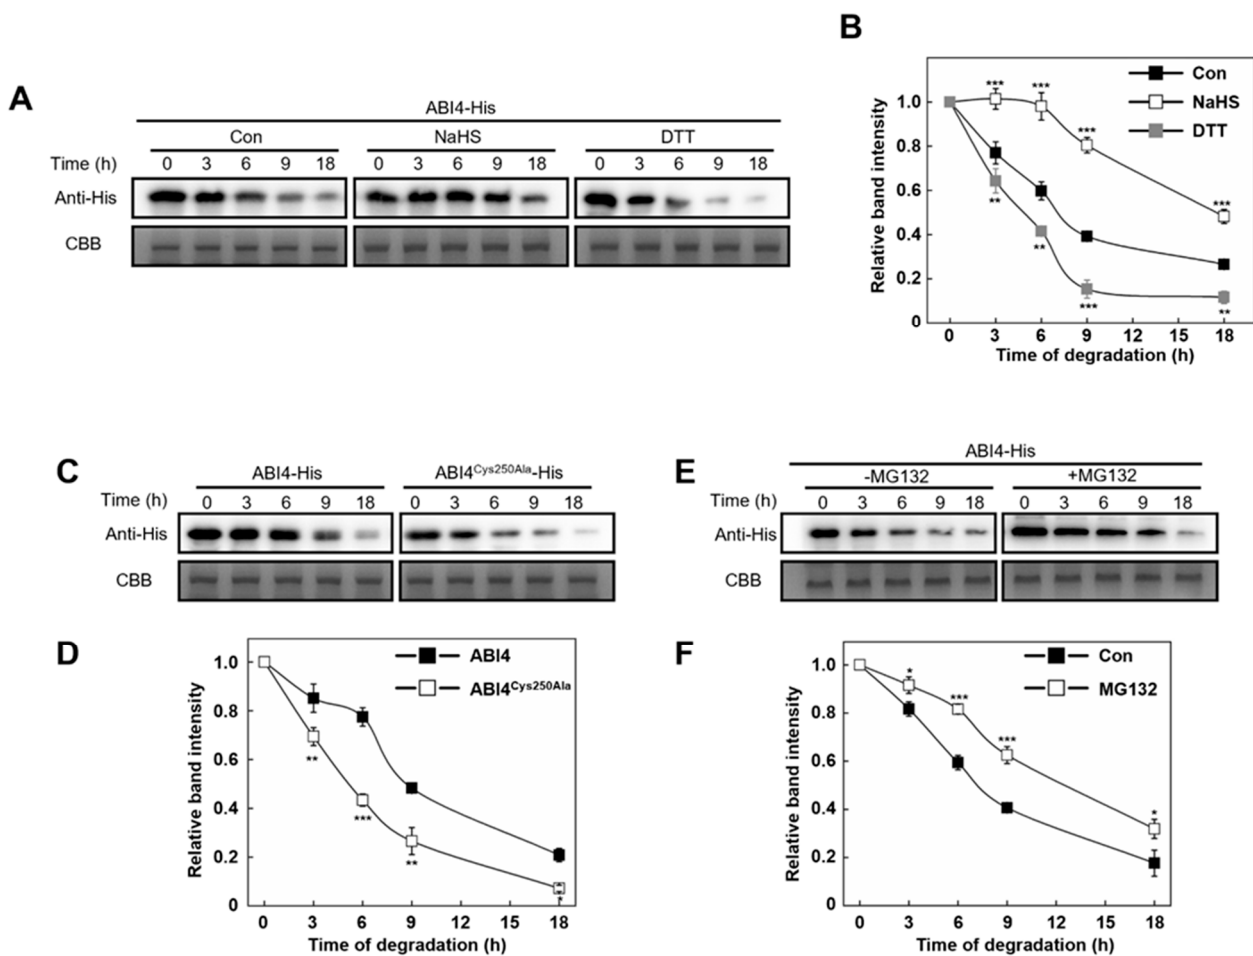 A
ABI4-His
Con NaHS DTT
Time (h) 0 3 6 9 18 0 3 6 9 18 0 3 6 9 18
Anti-His
CBB
B
Con
NaHS
DTT
Relative band intensity
1.0
0.8
0.6
0.4
0.2
0
*** *** *** ***
** ** *** **
0 3 6 9 12 15 18
Time of degradation (h)
C
ABI4-His ABI4Cys250Ala-His
Time (h) 0 3 6 9 18 0 3 6 9 18
Anti-His
CBB
D
ABI4
ABI4Cys250Ala
Relative band intensity
1.0
0.8
0.6
0.4
0.2
0
** *** ** *
0 3 6 9 12 15 18
Time of degradation (h)
E
ABI4-His
-MG132 +MG132
Time (h) 0 3 6 9 18 0 3 6 9 18
Anti-His
CBB
F
Con
MG132
Relative band intensity
1.0
0.8
0.6
0.4
0.2
0
* *** *** *
0 3 6 9 12 15 18
Time of degradation (h)